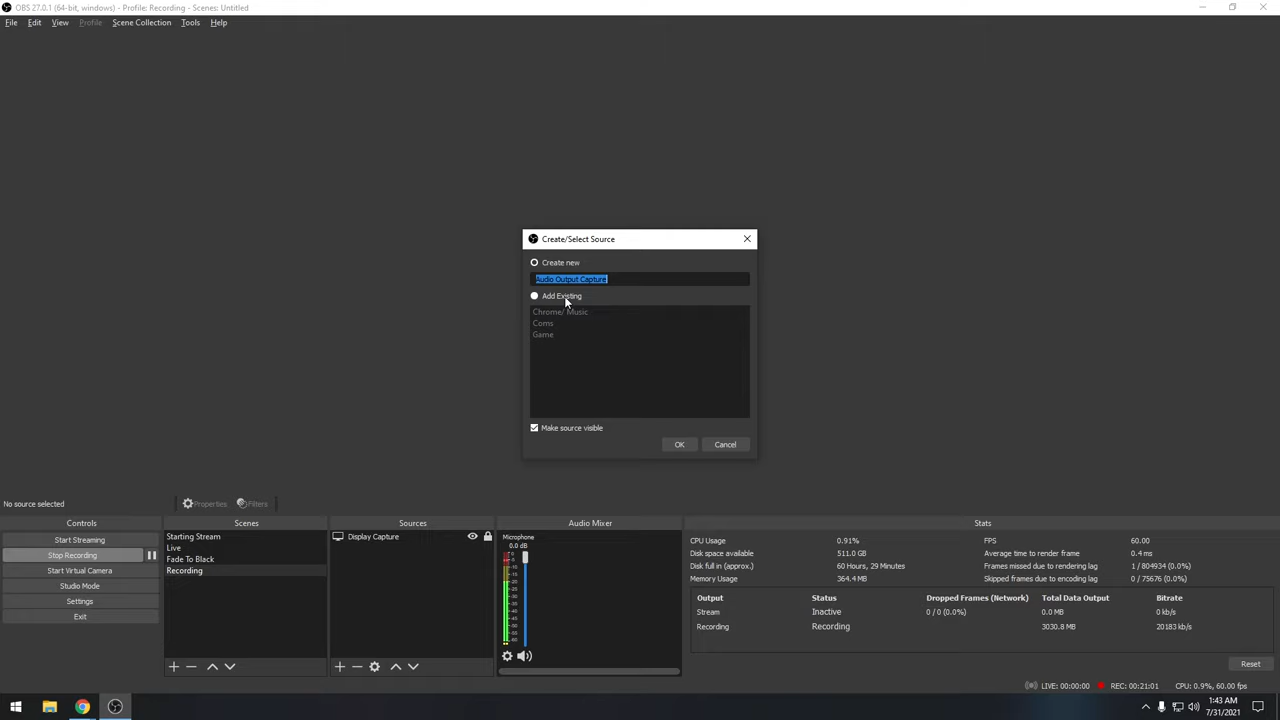 OBS 27.0.1 (64-bit, windows) - Profile: Recording - Scenes: Untitled
File Edit View Profile Scene Collection Tools Help
Create/Select Source
Create new
Audio Output Capture
Add Existing
Chrome/ Music
Coms
Game
Make source visible
OK Cancel
No source selected Properties Filters
Controls
Start Streaming
Stop Recording
Start Virtual Camera
Studio Mode
Settings
Exit
Scenes
Starting Stream
Live
Fade To Black
Recording
Sources
Display Capture
Audio Mixer
Microphone
0.0 dB
Stats
CPU Usage 0.91% FPS 60.00
Disk space available 511.0 GB Average time to render frame 0.4 ms
Disk full in (approx.) 60 Hours, 29 Minutes Frames missed due to rendering lag 1 / 804934 (0.0%)
Memory Usage 364.4 MB Skipped frames due to encoding lag 0 / 75676 (0.0%)
Output Status Dropped Frames (Network) Total Data Output Bitrate
Stream Inactive 0 / 0 (0.0%) 0.0 MB 0 kb/s
Recording Recording 3030.8 MB 20183 kb/s
Reset
LIVE: 00:00:00 REC: 00:21:01 CPU: 0.9%, 60.00 fps
1:43 AM
7/31/2021